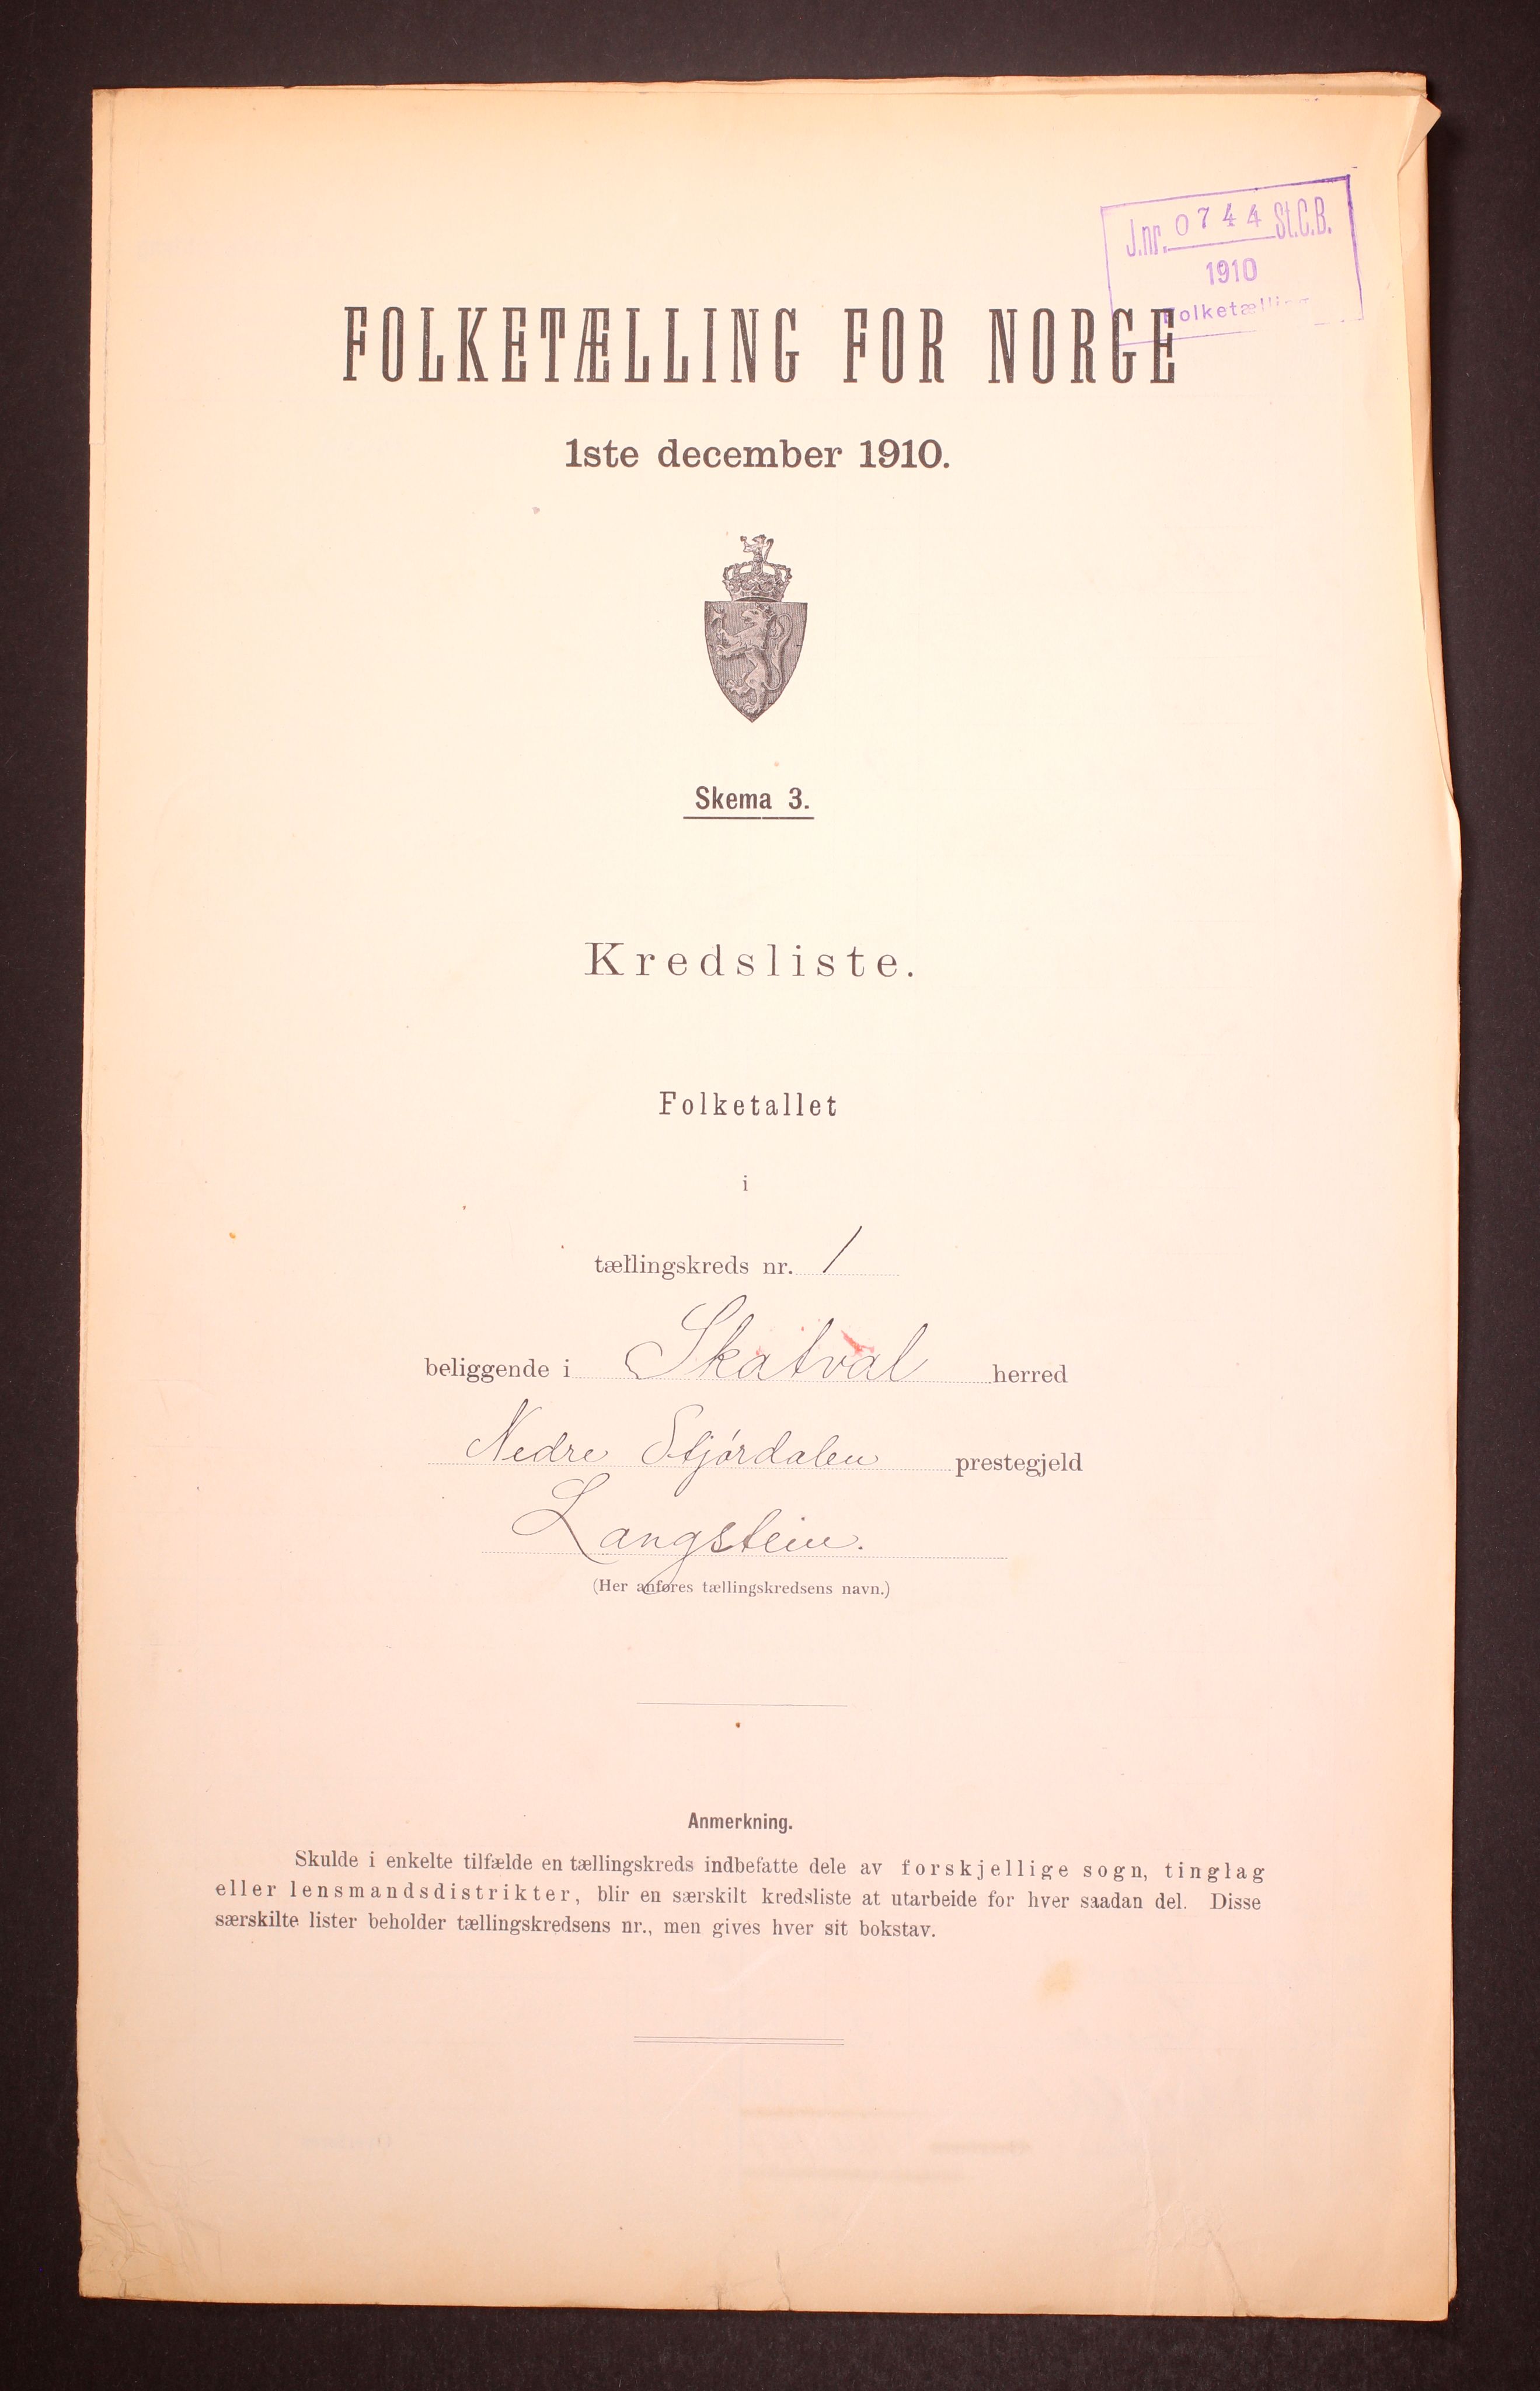 J.nr. 0744 St.C.B.
1910
Folketælling
FOLKETÆLLING FOR NORGE
1ste december 1910.
Skema 3.
Kredsliste.
Folketallet
i
tællingskreds nr. 1
beliggende i Skatval herred
Nedre Stjørdalen prestegjeld
Langstein.
(Her anføres tællingskredsens navn.)
Anmerkning.
Skulde i enkelte tilfælde en tællingskreds indbefatte dele av forskjellige sogn, tinglag
eller lensmandsdistrikter, blir en særskilt kredsliste at utarbeide for hver saadan del. Disse
særskilte lister beholder tællingskredsens nr., men gives hver sit bokstav.